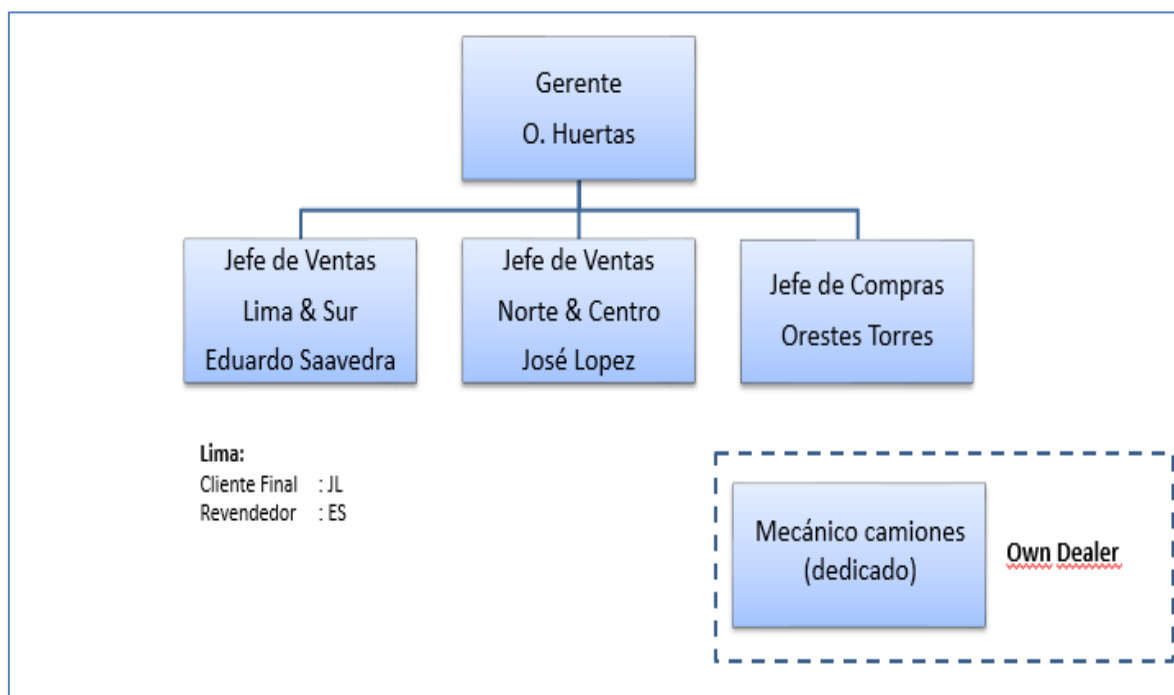 Gerente
O. Huertas
Jefe de Ventas
Lima & Sur
Eduardo Saavedra
Jefe de Ventas
Norte & Centro
José Lopez
Jefe de Compras
Orestes Torres
Lima:
Cliente Final : JL
Revendedor : ES
Mecánico camiones
(dedicado)
Own Dealer